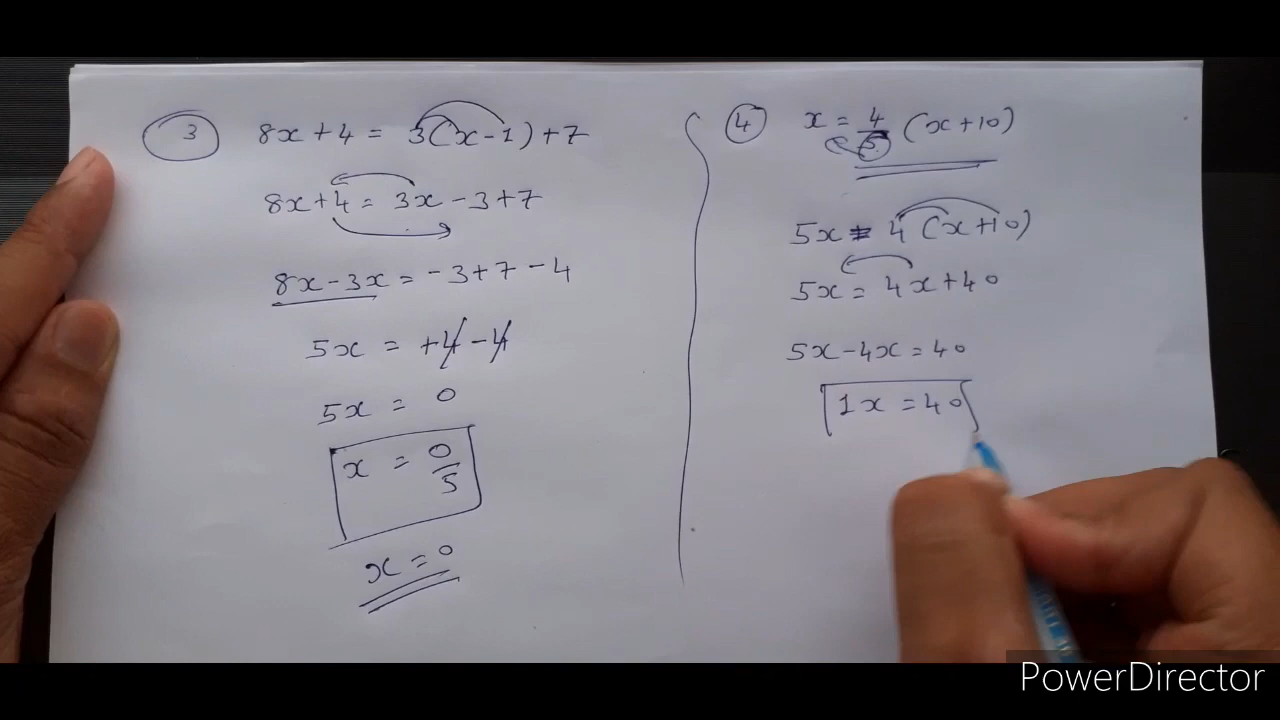 3 8x + 4 = 3(x - 1) + 7
8x + 4 = 3x - 3 + 7
8x - 3x = -3 + 7 - 4
5x = +4 - 4
5x = 0
x = 0/5
x = 0
4 x = 4/5 (x + 10)
5x = 4 (x + 10)
5x = 4x + 40
5x - 4x = 40
1x = 40
PowerDirector